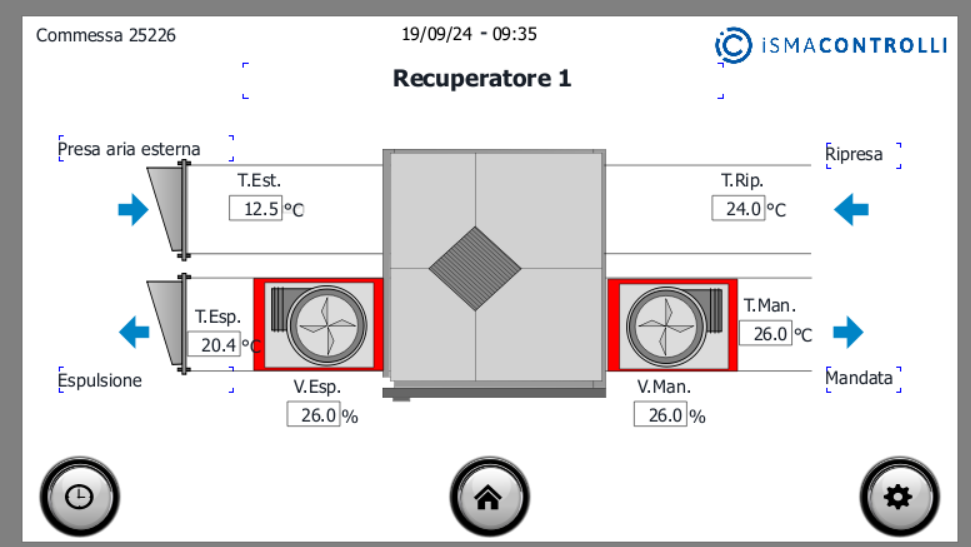 Commessa 25226
19/09/24 - 09:35
iSMACONTROLLI
Recuperatore 1
Presa aria esterna
Ripresa
T.Est.
12.5 °C
T.Rip.
24.0 °C
T.Esp.
20.4 °C
T.Man.
26.0 °C
Espulsione
V.Esp.
26.0 %
V.Man.
26.0 %
Mandata